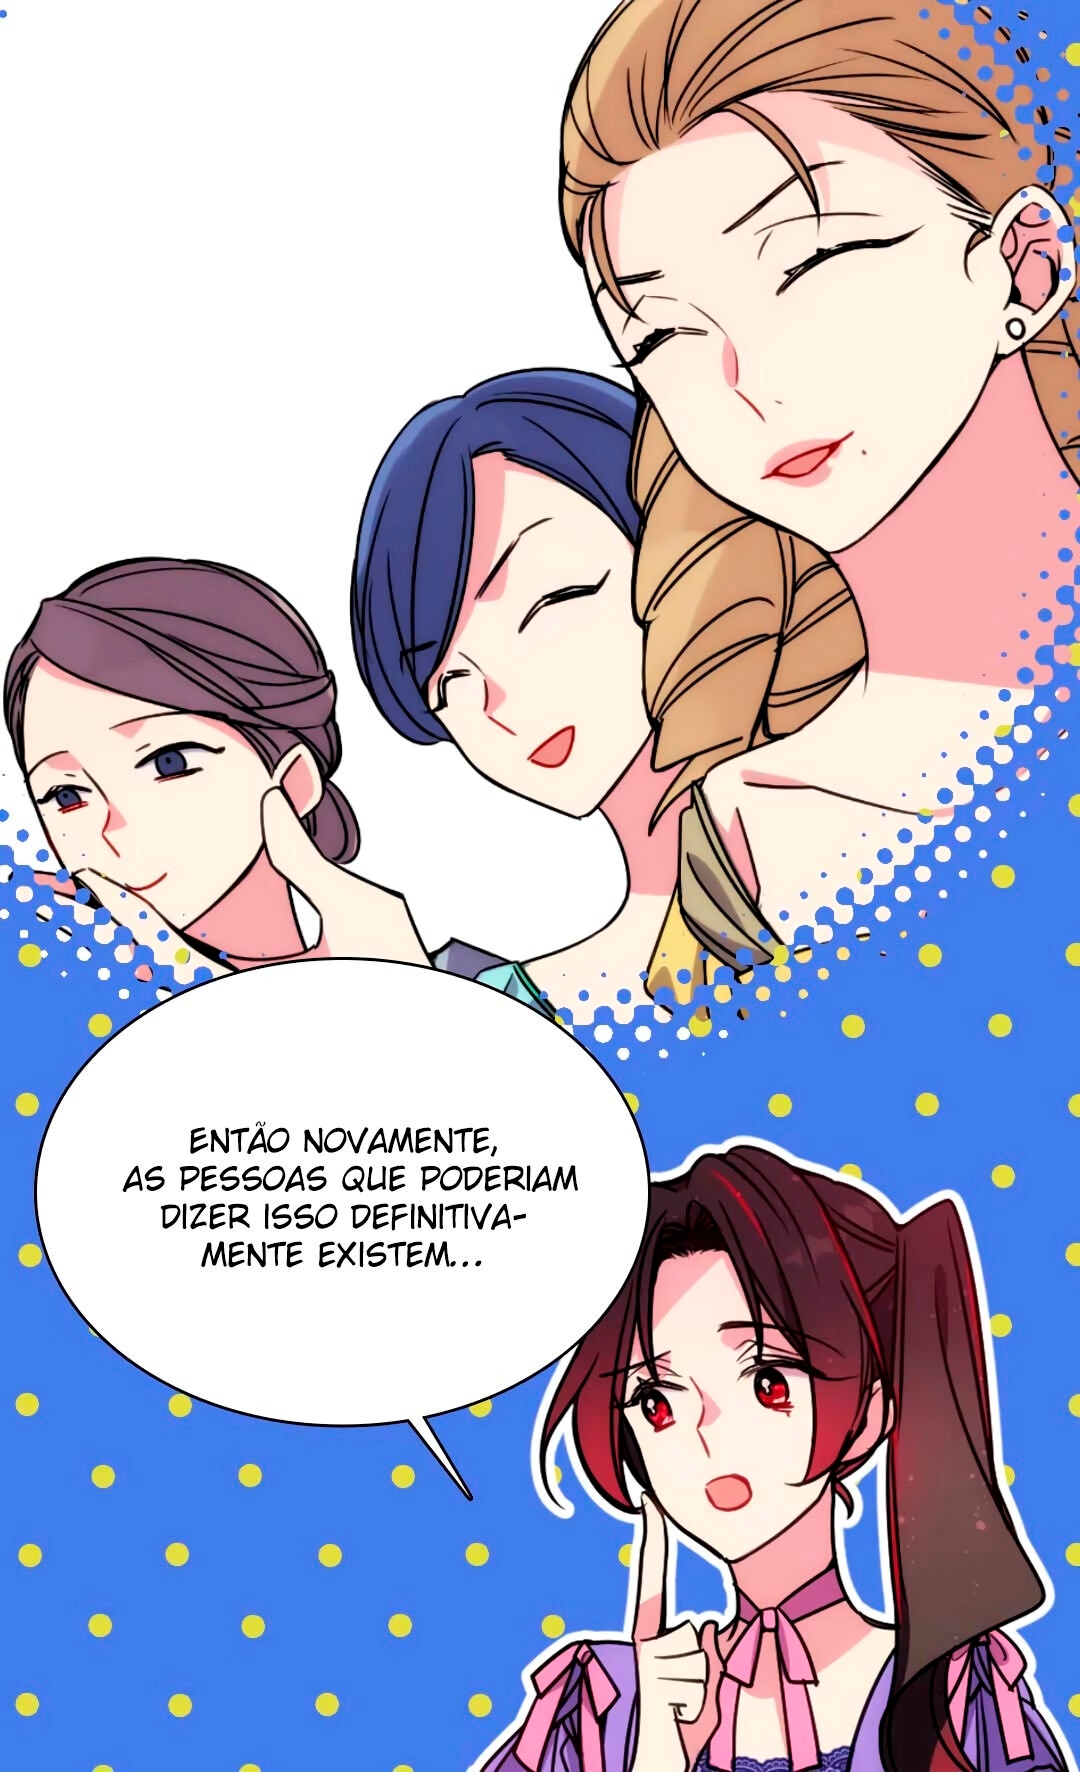 ENTÃO NOVAMENTE,
AS PESSOAS QUE PODERIAM
DIZER ISSO DEFINITIVA-
MENTE EXISTEM...